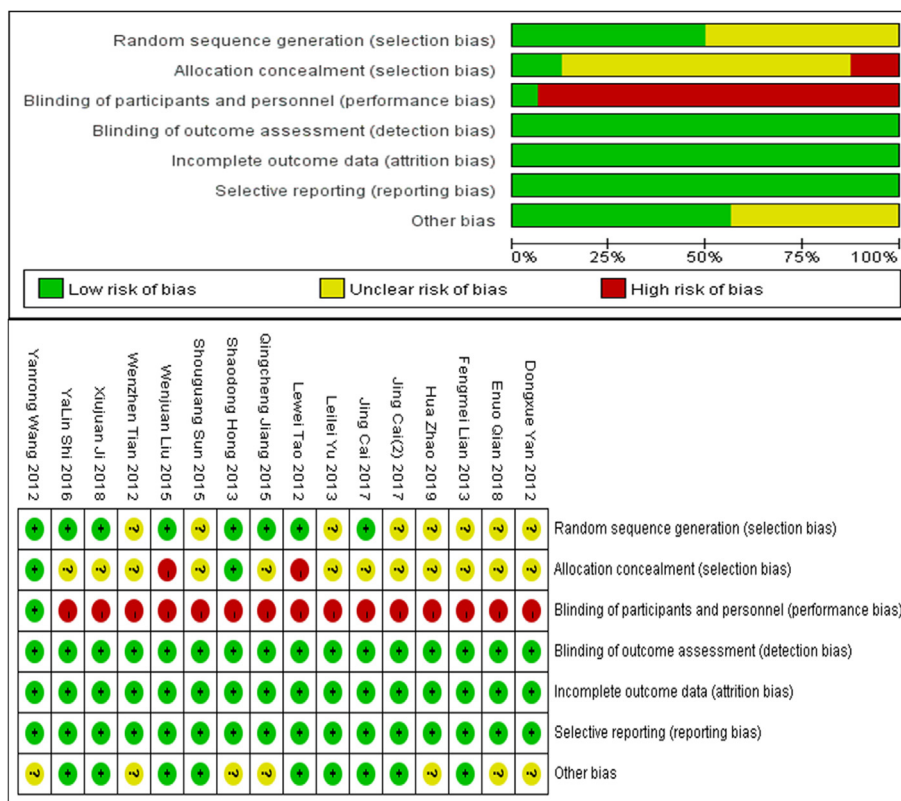 Random sequence generation (selection bias)
Allocation concealment (selection bias)
Blinding of participants and personnel (performance bias)
Blinding of outcome assessment (detection bias)
Incomplete outcome data (attrition bias)
Selective reporting (reporting bias)
Other bias
0% 25% 50% 75% 100%
Low risk of bias Unclear risk of bias High risk of bias
Yanrong Wang 2012
YaLin Shi 2016
Xiujuan Ji 2018
Wenzhen Tian 2012
Wenjuan Liu 2015
Shouguang Sun 2015
Shaodong Hong 2013
Qingcheng Jiang 2015
Lewei Tao 2012
Leilei Yu 2013
Jing Cai 2017
Jing Cai(2) 2017
Hua Zhao 2019
Fengmei Lian 2013
Enuo Qian 2018
Dongxue Yan 2012
+ + + ? + ? + + + ? + ? ? ? ? ? Random sequence generation (selection bias)
+ ? ? ? - ? + ? - ? ? ? ? ? ? ? Allocation concealment (selection bias)
+ - - - - - - - - - - - - - - - Blinding of participants and personnel (performance bias)
+ + + + + + + + + + + + + + + + Blinding of outcome assessment (detection bias)
+ + + + + + + + + + + + + + + + Incomplete outcome data (attrition bias)
+ + + + + + + + + + + + + + + + Selective reporting (reporting bias)
? + + ? + + ? ? + + + + ? + ? ? Other bias